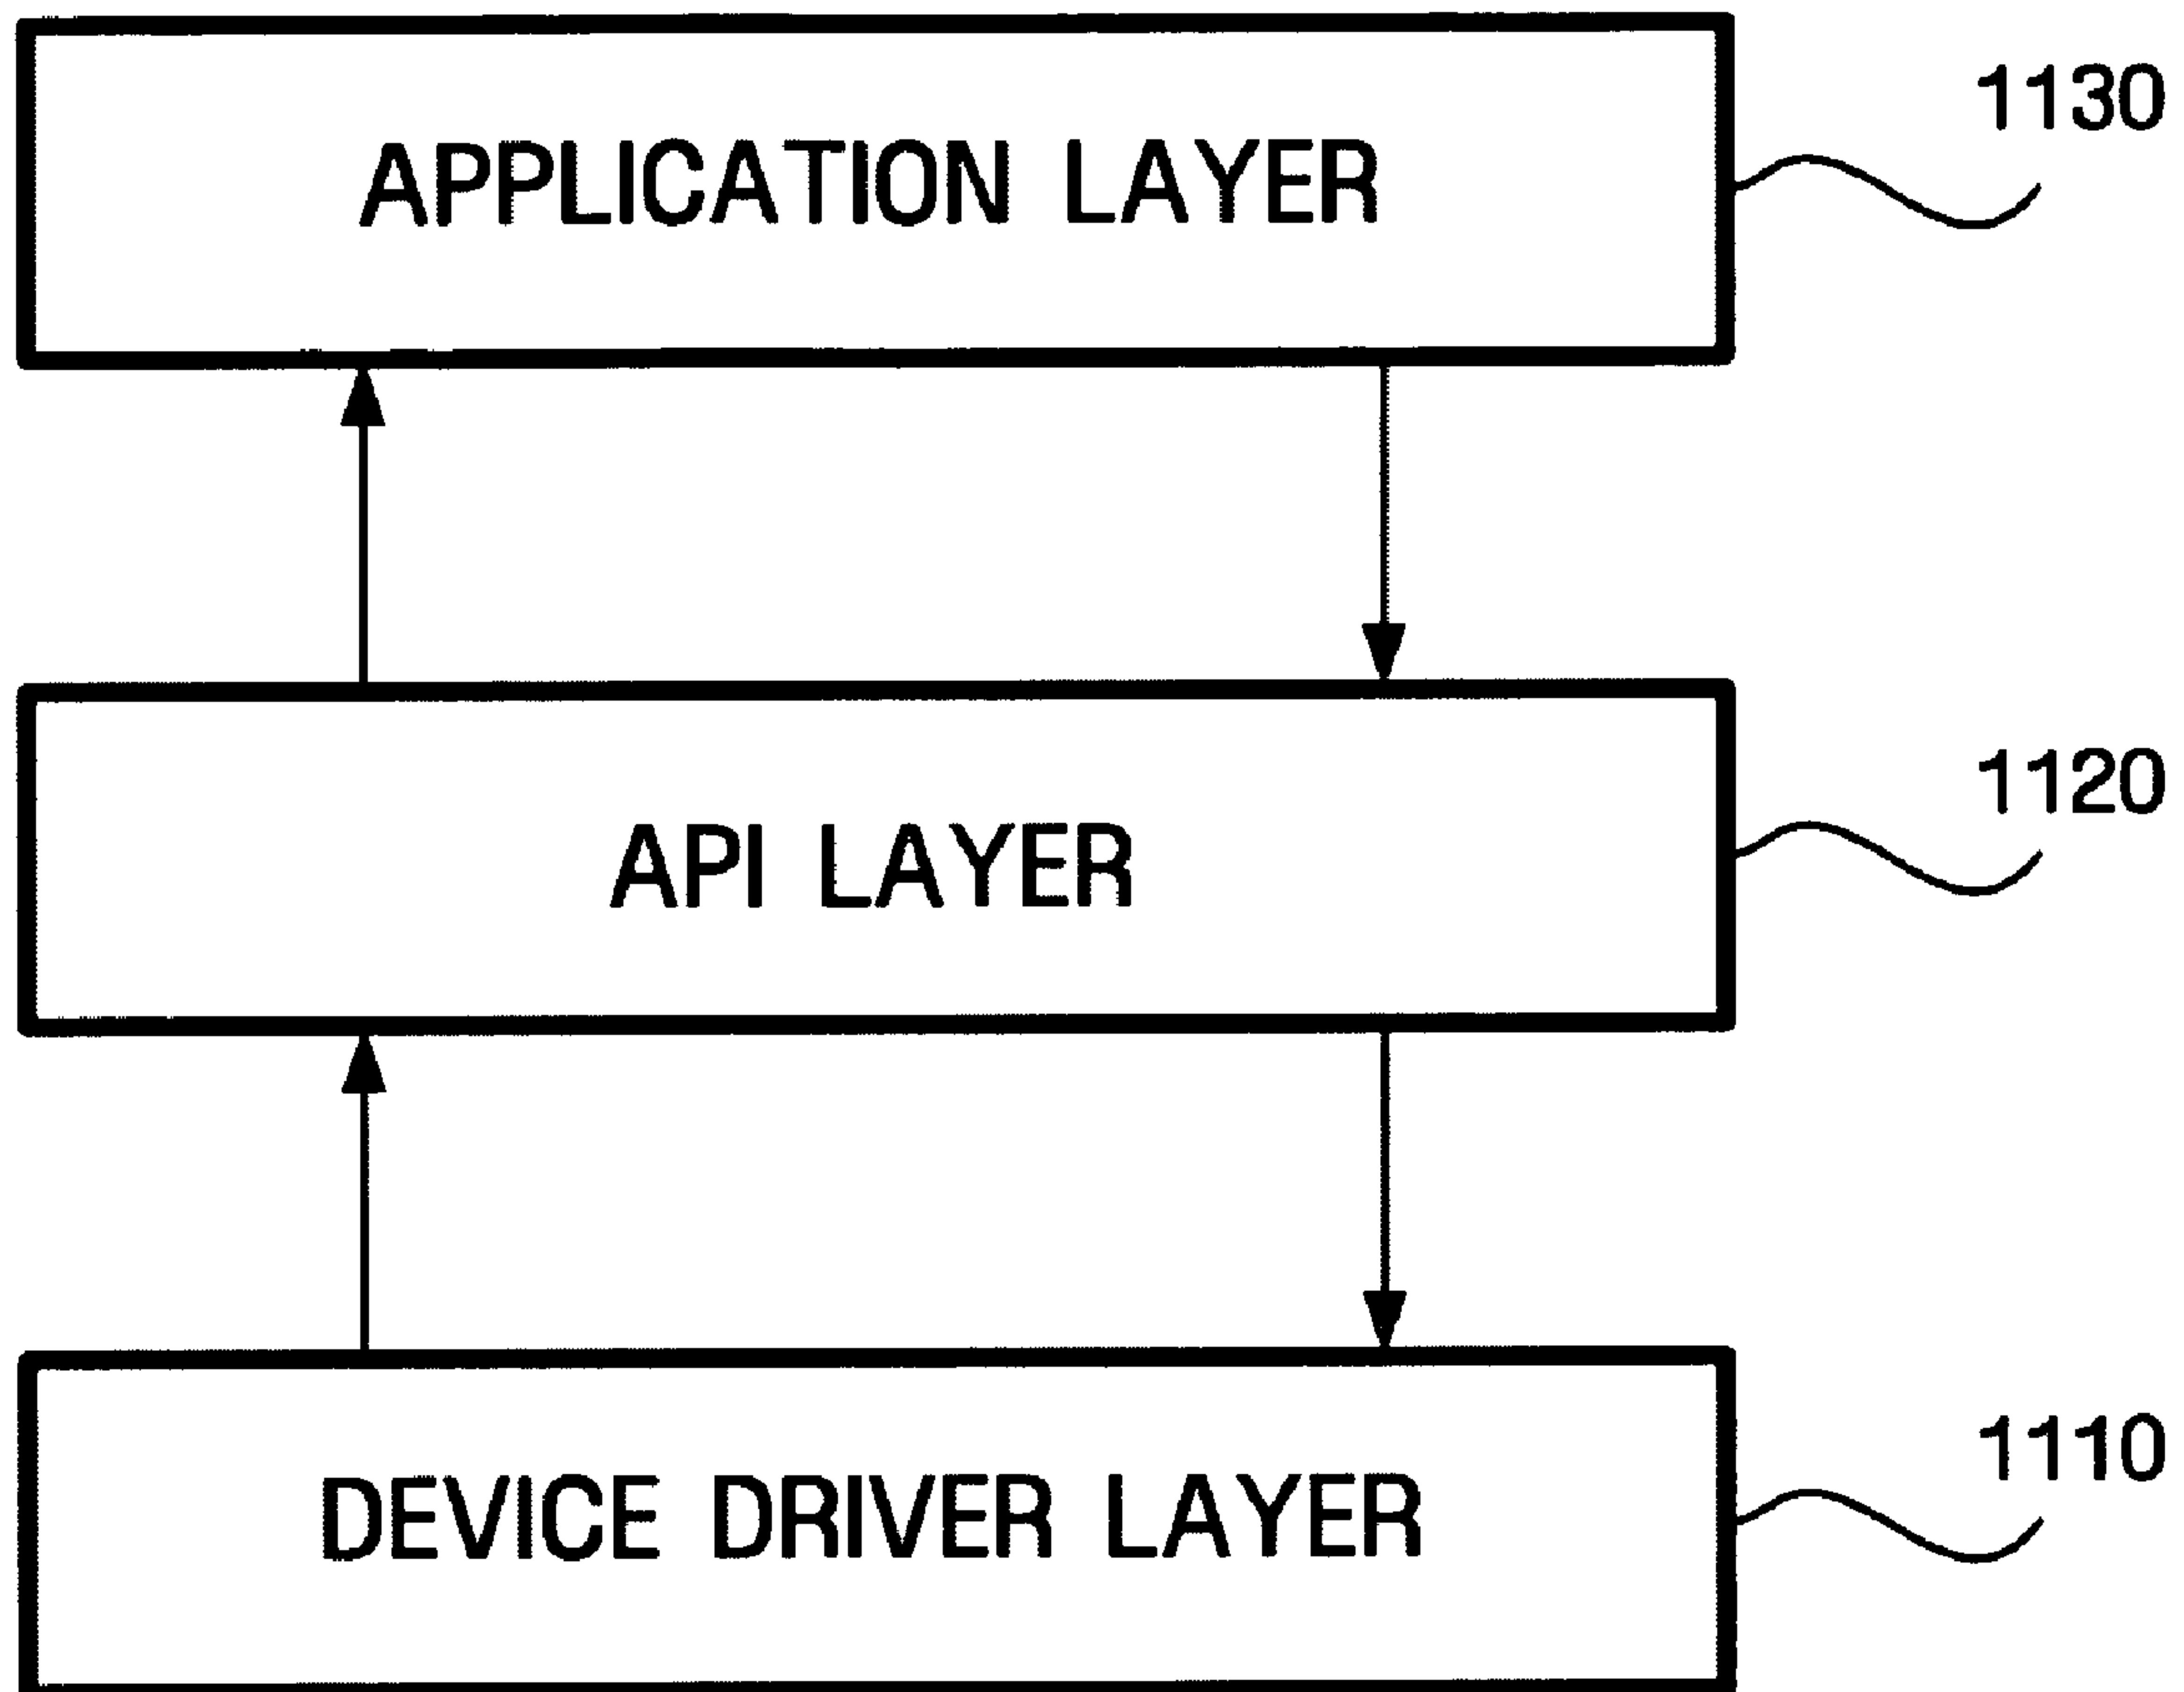 1130
APPLICATION LAYER
1120
API LAYER
1110
DEVICE DRIVER LAYER